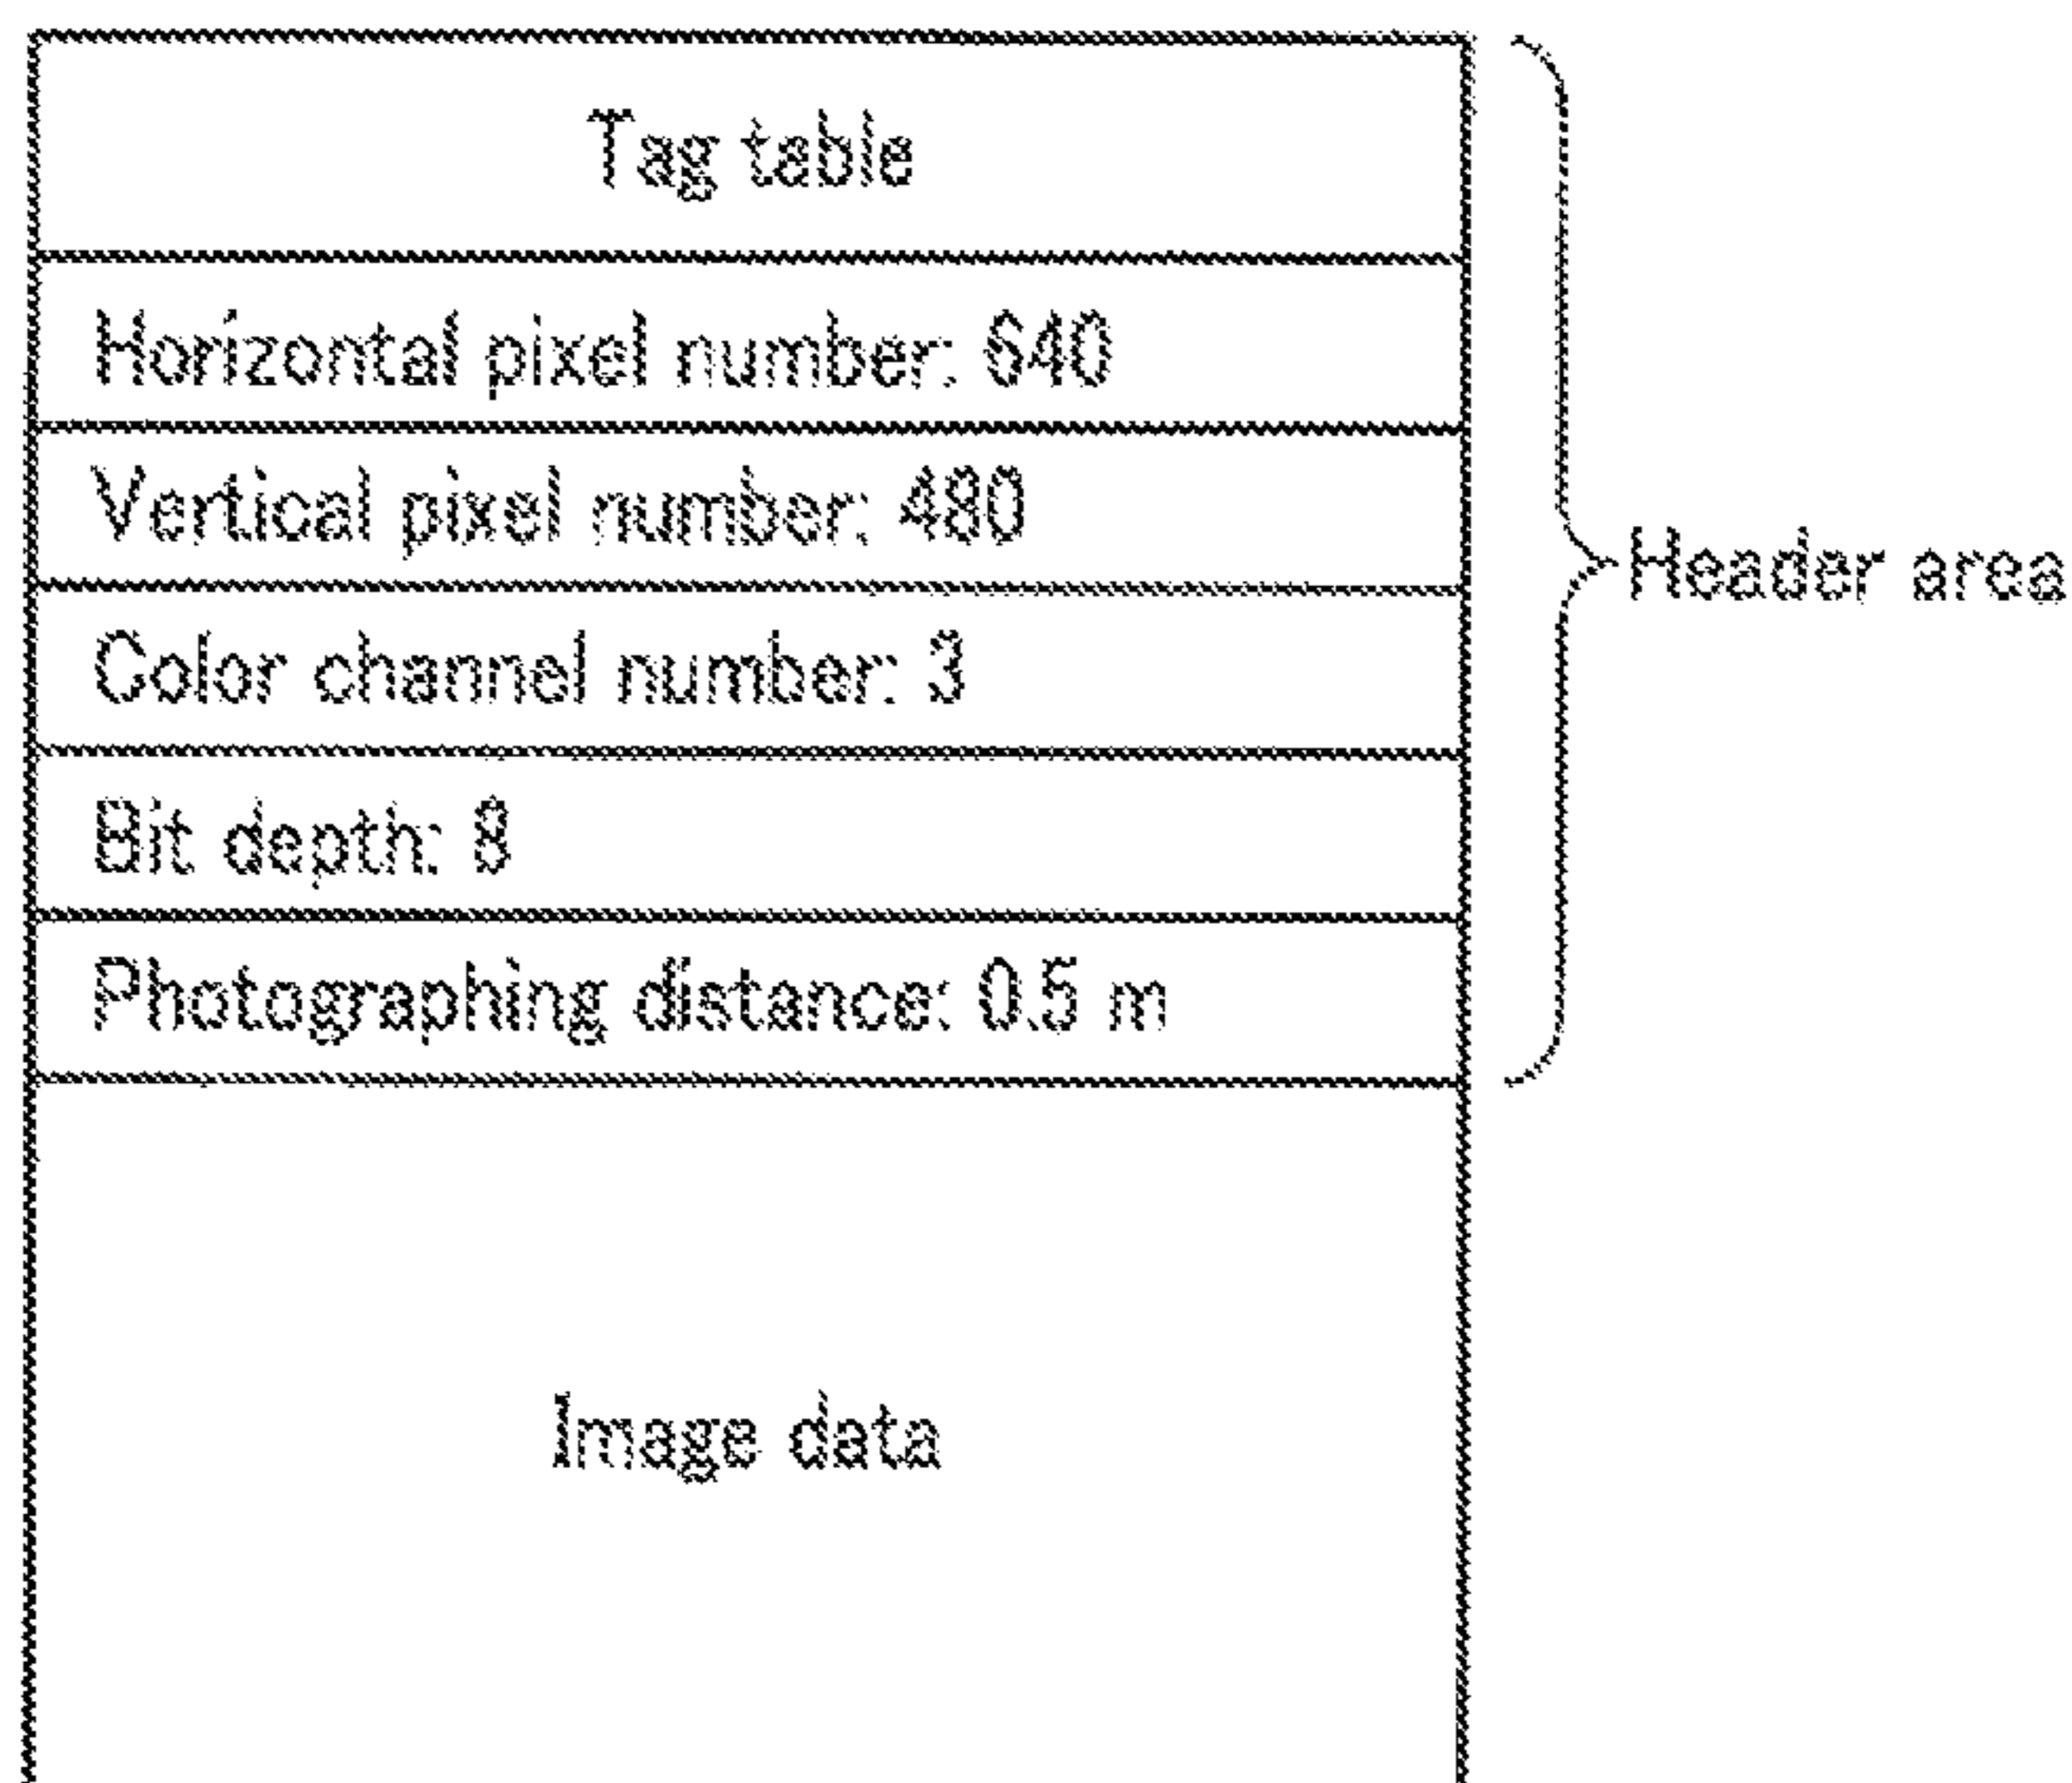 Tag table
Horizontal pixel number: 640
Vertical pixel number: 480
Header area
Color channel number: 3
Bit depth: 8
Photographing distance: 0.5 m
Image data